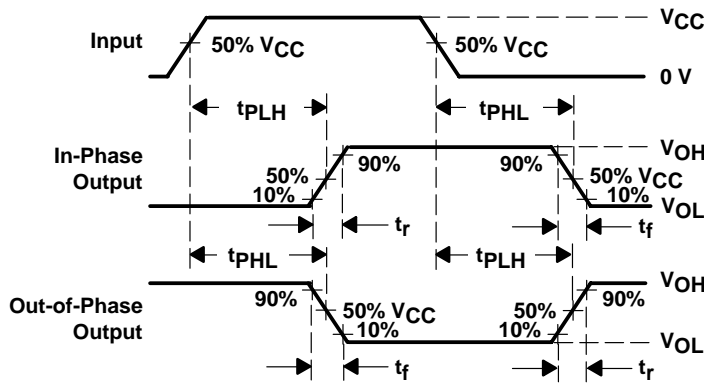 VCC
Input
50% VCC
50% VCC
0 V
tPLH
tPHL
In-Phase
Output
VOH
90%
90%
50%
50% VCC
10%
10%
VOL
tr
tf
tPHL
tPLH
Out-of-Phase
Output
VOH
90%
90%
50% VCC
50%
10%
10%
VOL
tf
tr